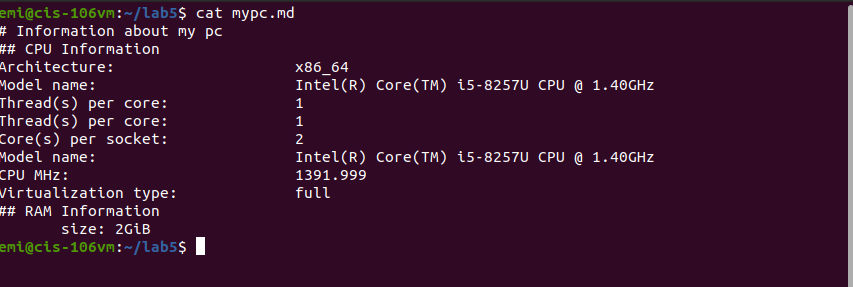 emi@cis-106vm:~/lab5$ cat mypc.md
# Information about my pc
## CPU Information
Architecture:                    x86_64
Model name:                      Intel(R) Core(TM) i5-8257U CPU @ 1.40GHz
Thread(s) per core:              1
Thread(s) per core:              1
Core(s) per socket:              2
Model name:                      Intel(R) Core(TM) i5-8257U CPU @ 1.40GHz
CPU MHz:                         1391.999
Virtualization type:             full
## RAM Information
       size: 2GiB
emi@cis-106vm:~/lab5$